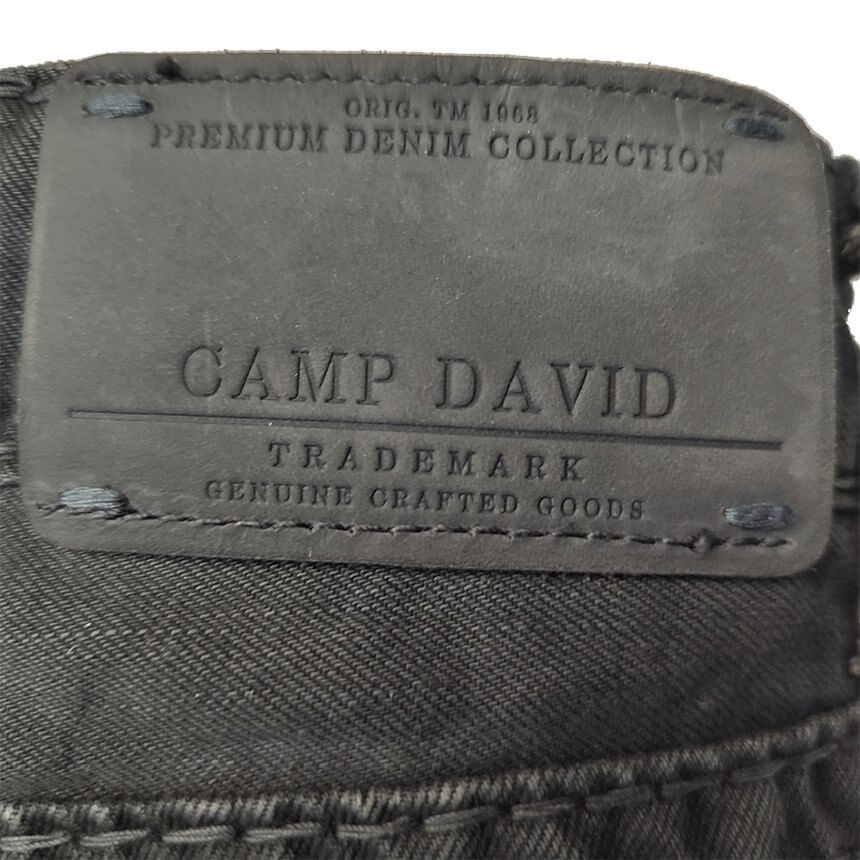 ORIG. TM 1968
PREMIUM DENIM COLLECTION
CAMP DAVID
TRADEMARK
GENUINE CRAFTED GOODS